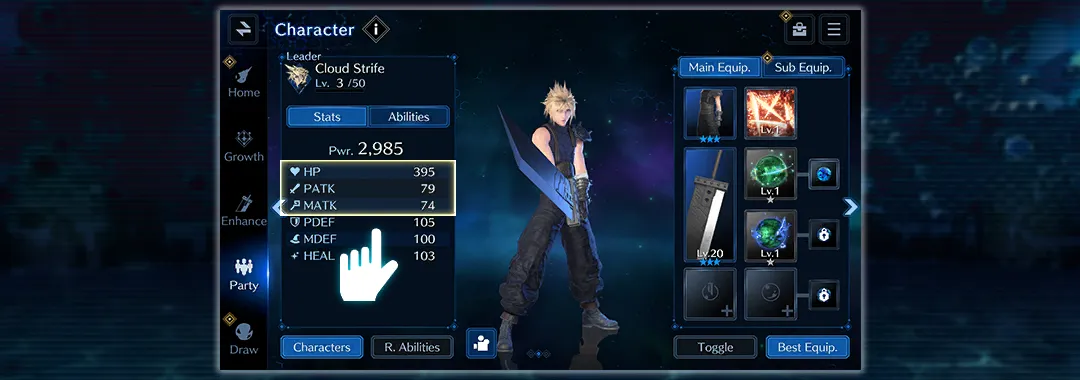 Character i
Leader
Cloud Strife
Lv. 3 /50
Stats Abilities
Pwr. 2,985
HP 395
PATK 79
MATK 74
PDEF 105
MDEF 100
HEAL 103
Characters R. Abilities
Home
Growth
Enhance
Party
Draw
Main Equip. Sub Equip.
Lv.1
Lv.1
Lv.20
Lv.1
Toggle Best Equip.